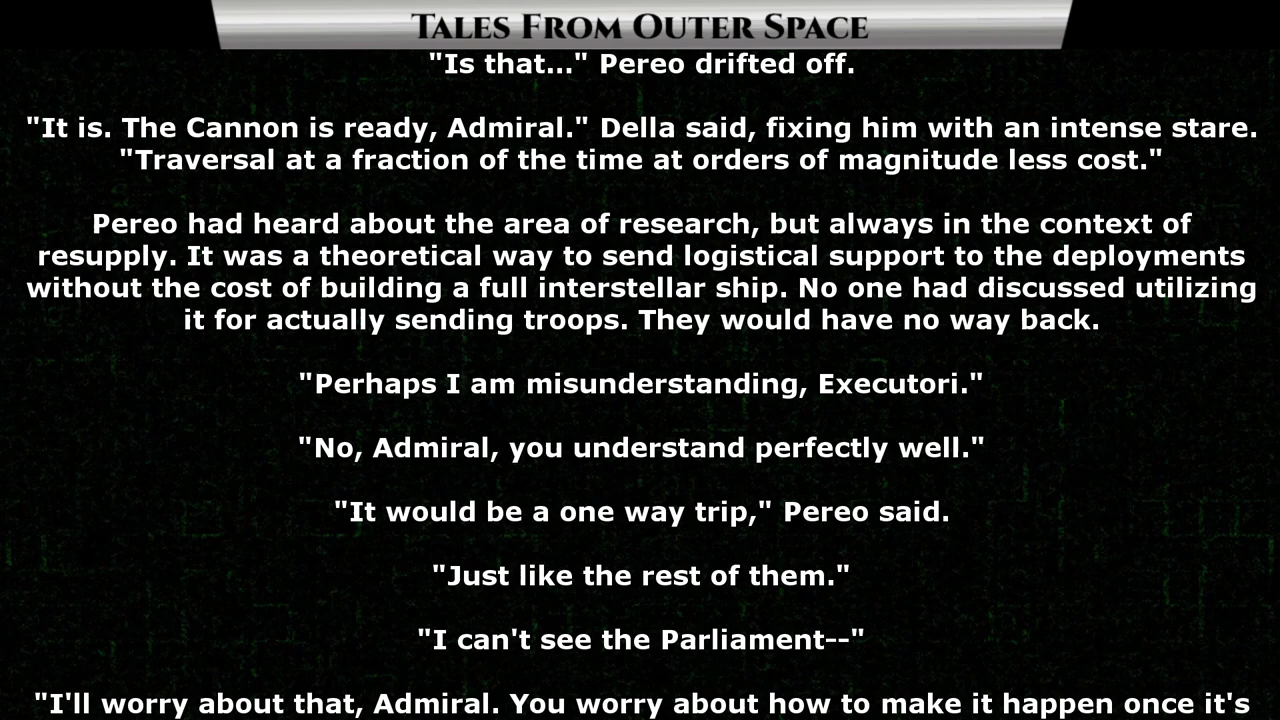 Tales From Outer Space
"Is that..." Pereo drifted off.
"It is. The Cannon is ready, Admiral." Della said, fixing him with an intense stare.
"Traversal at a fraction of the time at orders of magnitude less cost."
Pereo had heard about the area of research, but always in the context of
resupply. It was a theoretical way to send logistical support to the deployments
without the cost of building a full interstellar ship. No one had discussed utilizing
it for actually sending troops. They would have no way back.
"Perhaps I am misunderstanding, Executori."
"No, Admiral, you understand perfectly well."
"It would be a one way trip," Pereo said.
"Just like the rest of them."
"I can't see the Parliament--"
"I'll worry about that, Admiral. You worry about how to make it happen once it's